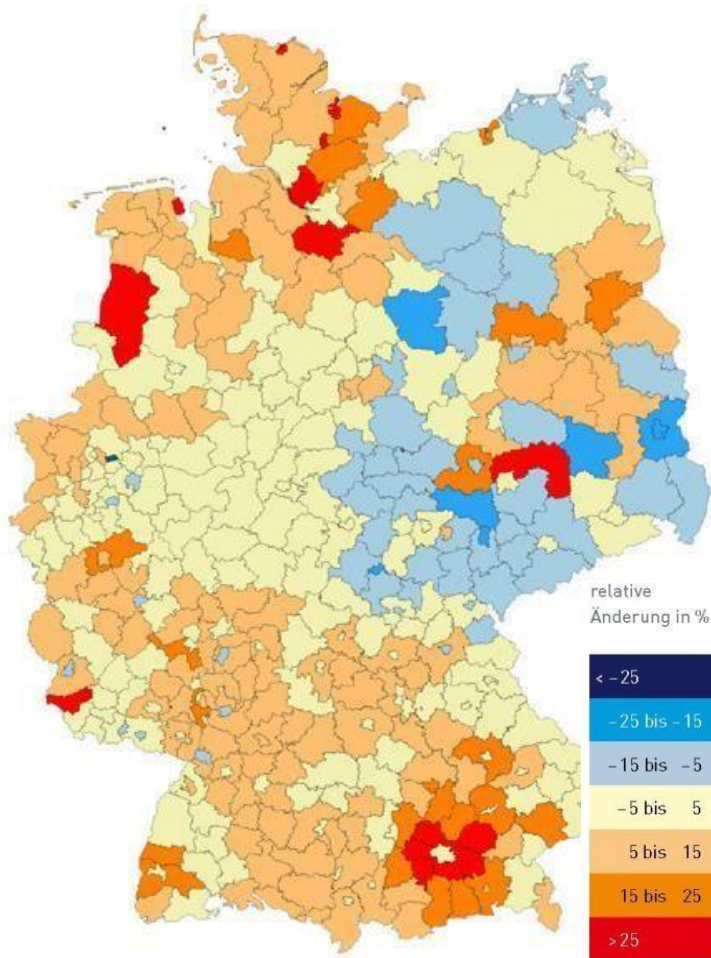 relative
Änderung in %
< −25
−25 bis −15
−15 bis −5
−5 bis 5
5 bis 15
15 bis 25
> 25